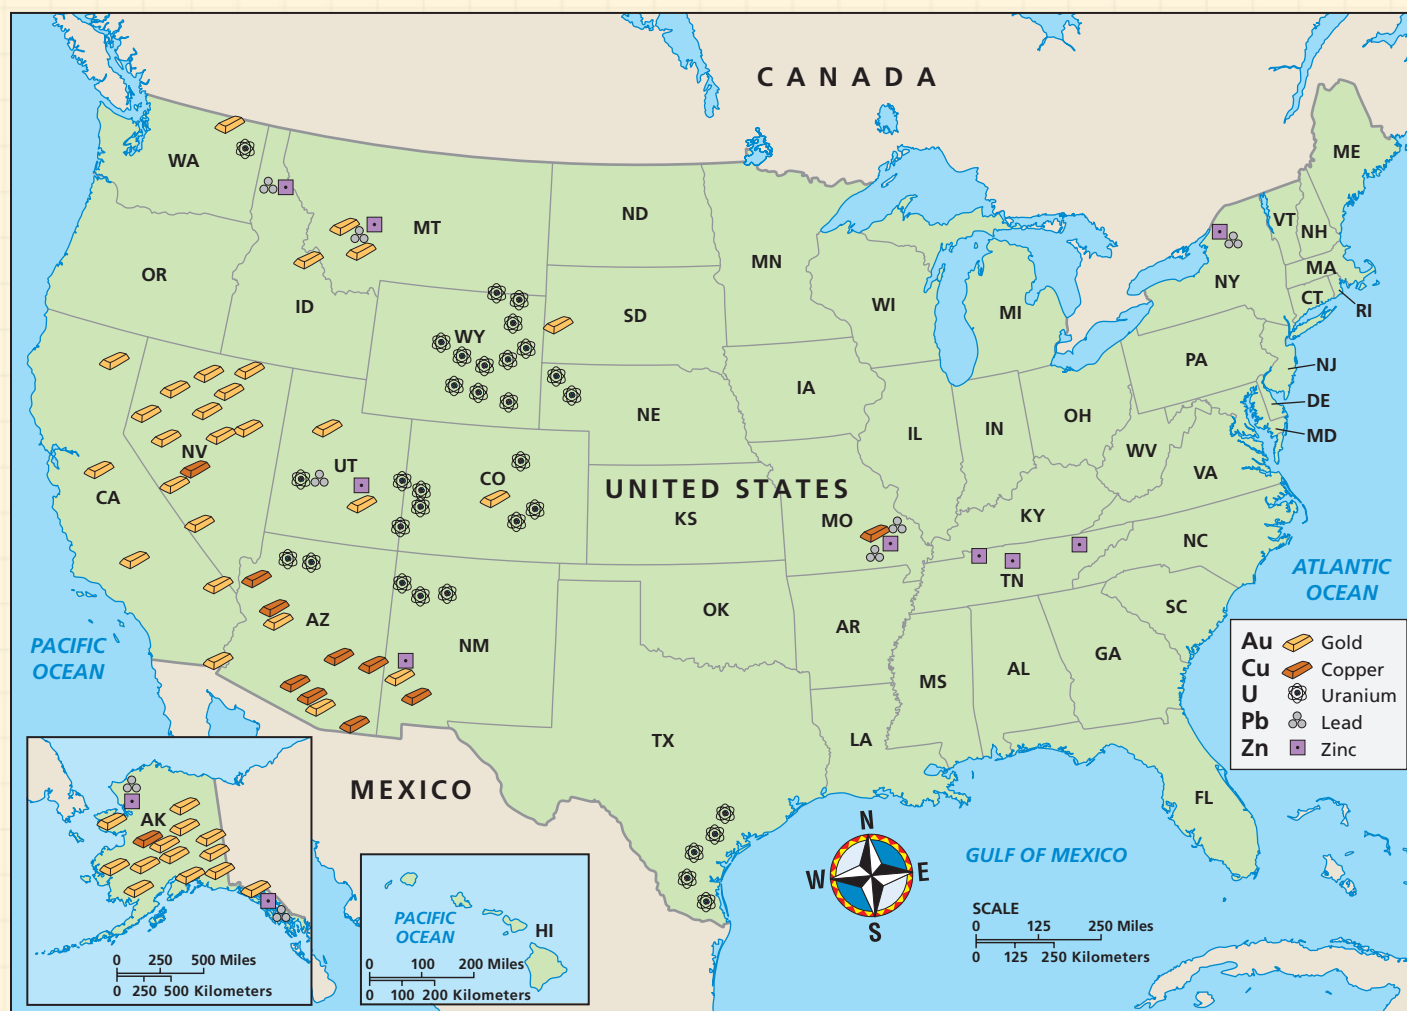 CANADA
WA
MT
ND
MN
OR
ID
WY
SD
WI
MI
ME
VT
NH
NY
MA
CT
RI
PA
NJ
DE
MD
IA
NE
IL
IN
OH
WV
VA
NV
UT
CO
CA
UNITED STATES
KS
MO
KY
NC
TN
AZ
NM
OK
AR
SC
MS
AL
GA
TX
LA
FL
ATLANTIC
OCEAN
PACIFIC
OCEAN
MEXICO
GULF OF MEXICO
Au Gold
Cu Copper
U Uranium
Pb Lead
Zn Zinc
AK
0 250 500 Miles
0 250 500 Kilometers
PACIFIC
OCEAN
HI
0 100 200 Miles
0 100 200 Kilometers
N
W E
S
SCALE
0 125 250 Miles
0 125 250 Kilometers